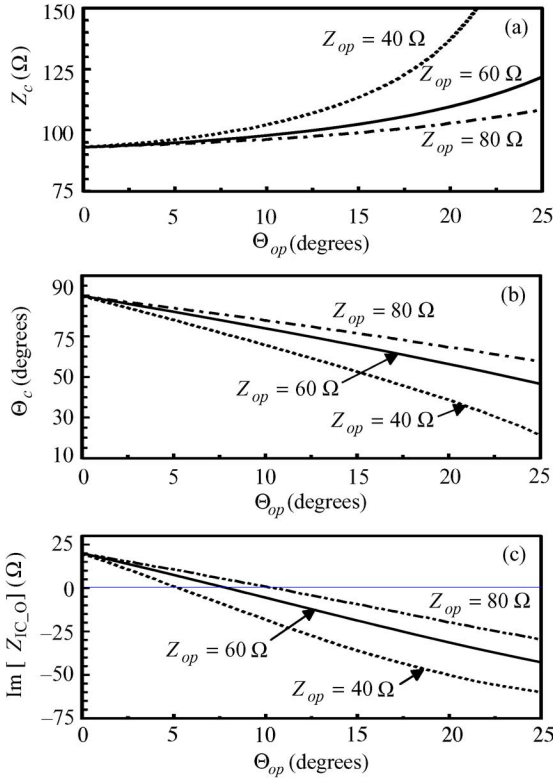 150
125
100
75
Z_c (Ω)
(a)
Z_op = 40 Ω
Z_op = 60 Ω
Z_op = 80 Ω
0 5 10 15 20 25
Θ_op (degrees)
90
75
50
30
10
Θ_c (degrees)
(b)
Z_op = 80 Ω
Z_op = 60 Ω
Z_op = 40 Ω
0 5 10 15 20 25
Θ_op (degrees)
25
0
−25
−50
−75
Im [ Z_IC_O] (Ω)
(c)
Z_op = 80 Ω
Z_op = 60 Ω
Z_op = 40 Ω
0 5 10 15 20 25
Θ_op (degrees)